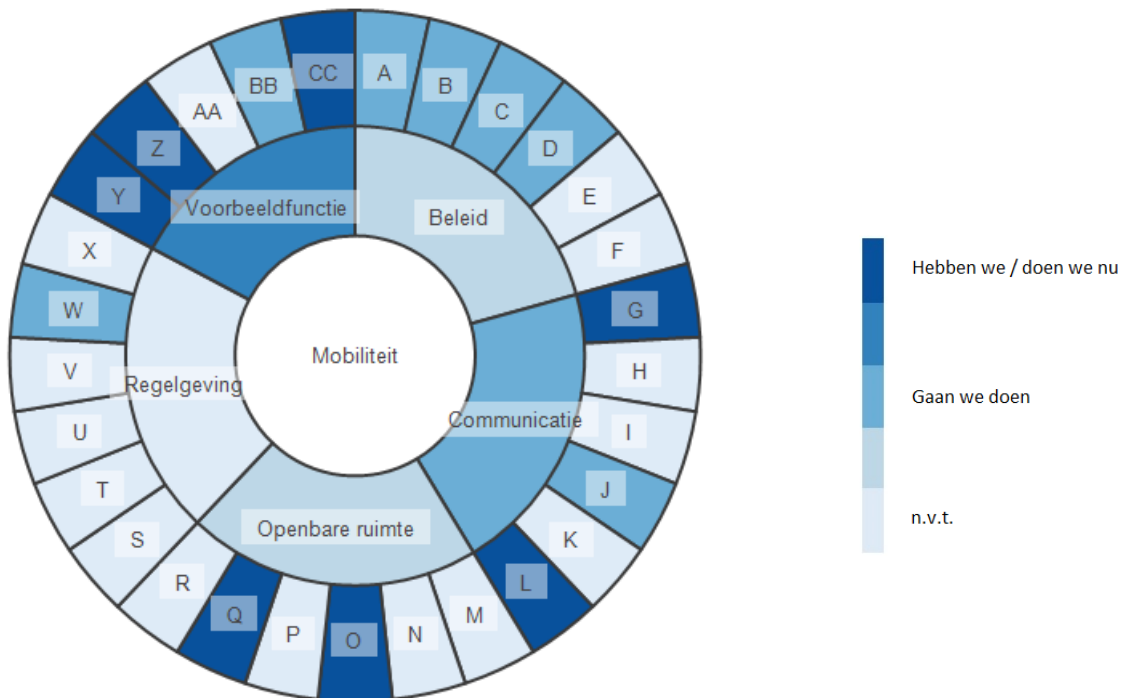 A
B
C
D
E
F
G
H
I
J
K
L
M
N
O
P
Q
R
S
T
U
V
W
X
Y
Z
AA
BB
CC
Voorbeeldfunctie
Beleid
Mobiliteit
Regelgeving
Communicatie
Openbare ruimte
Hebben we / doen we nu
Gaan we doen
n.v.t.